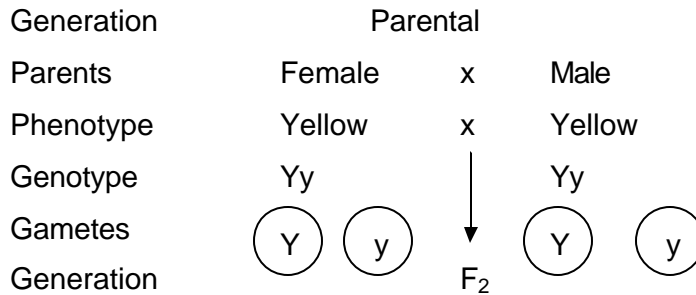 Generation Parental
Parents Female x Male
Phenotype Yellow x Yellow
Genotype Yy Yy
Gametes Y y Y y
Generation F₂